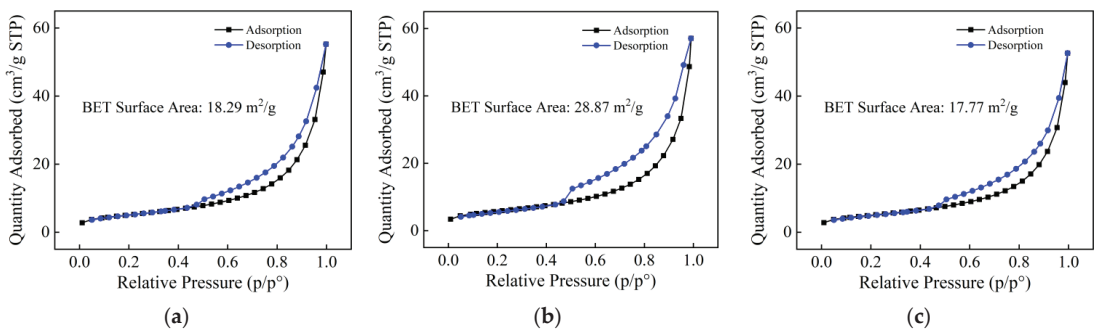 60
40
20
0
Quantity Adsorbed (cm³/g STP)
Adsorption
Desorption
BET Surface Area: 18.29 m²/g
0.0 0.2 0.4 0.6 0.8 1.0
Relative Pressure (p/p°)
(a)
60
40
20
0
Quantity Adsorbed (cm³/g STP)
Adsorption
Desorption
BET Surface Area: 28.87 m²/g
0.0 0.2 0.4 0.6 0.8 1.0
Relative Pressure (p/p°)
(b)
60
40
20
0
Quantity Adsorbed (cm³/g STP)
Adsorption
Desorption
BET Surface Area: 17.77 m²/g
0.0 0.2 0.4 0.6 0.8 1.0
Relative Pressure (p/p°)
(c)